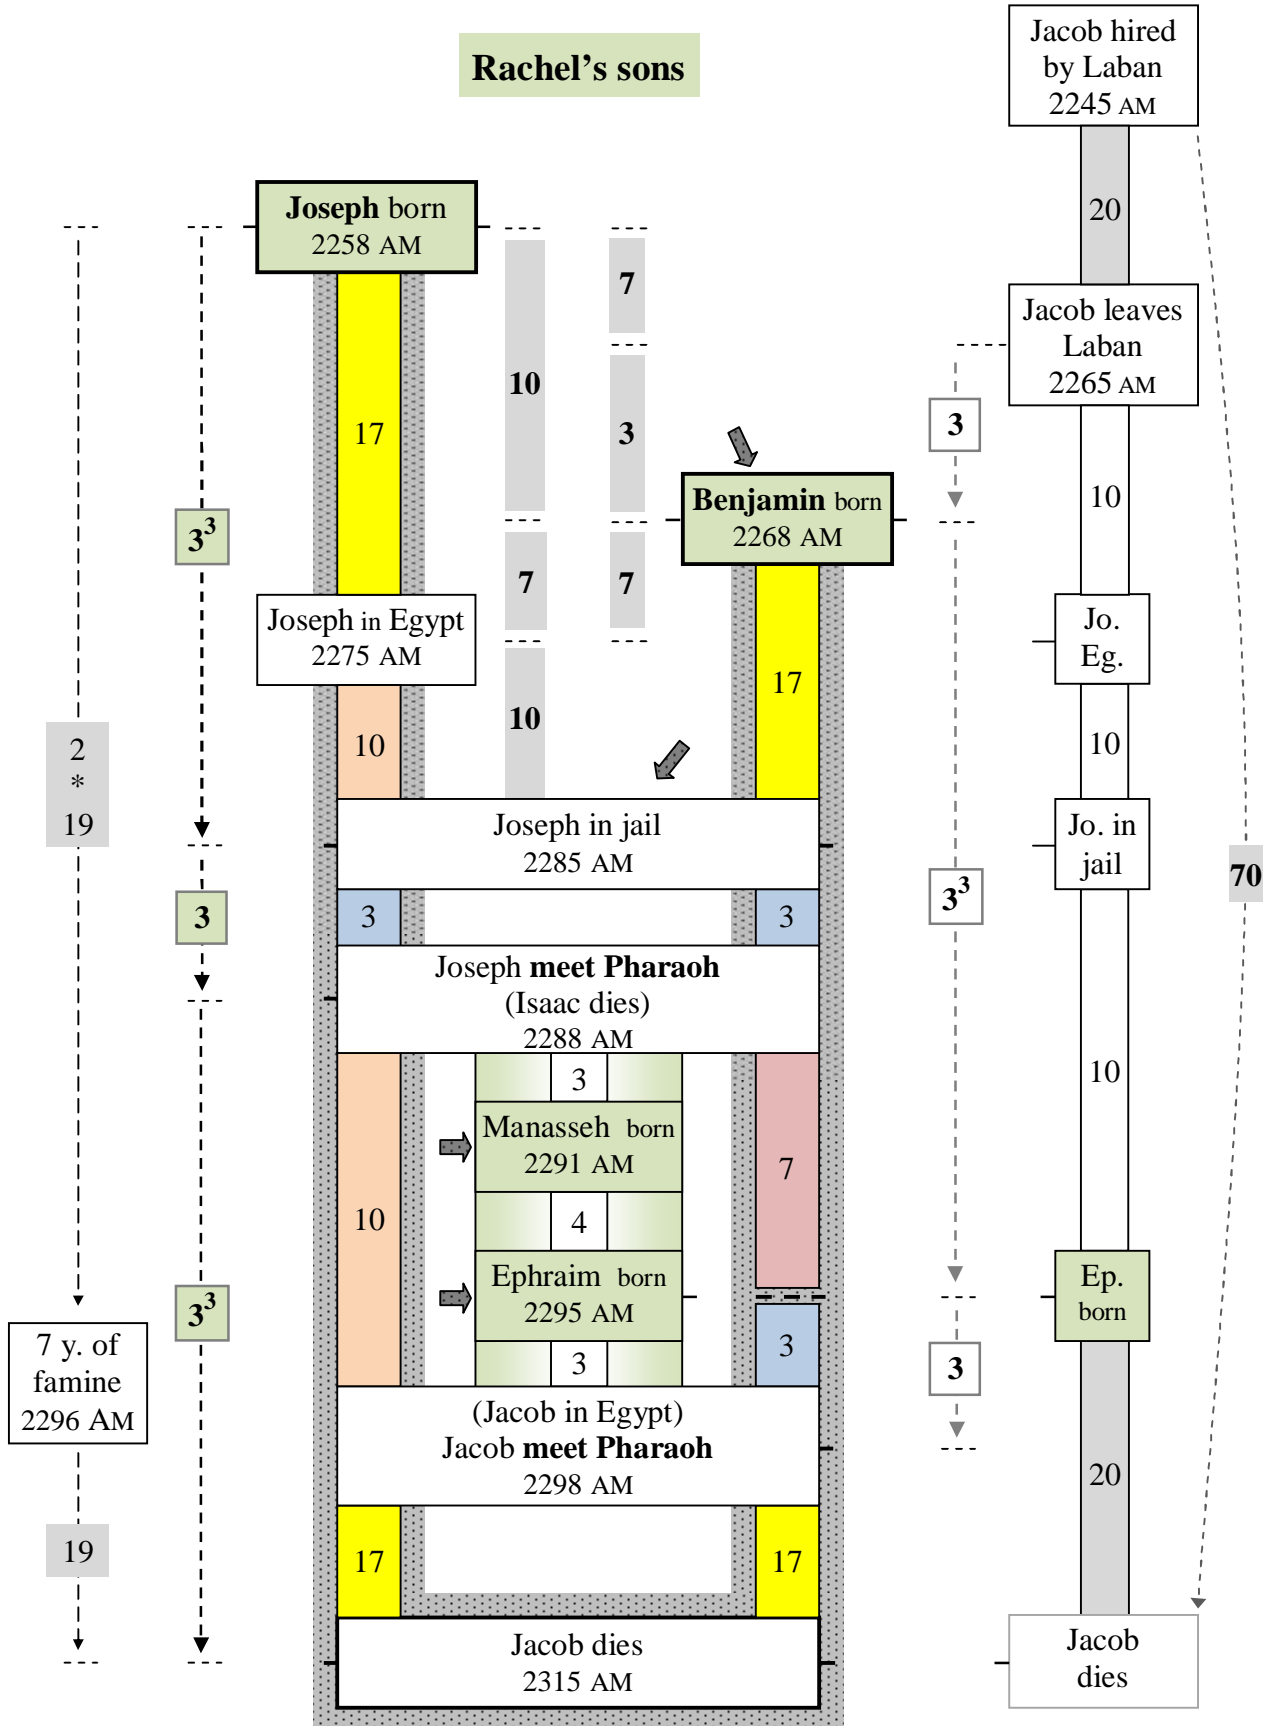 Rachel's sons
Jacob hired
by Laban
2245 AM
20
Joseph born
2258 AM
7
10
3
17
Jacob leaves
Laban
2265 AM
3
10
Benjamin born
2268 AM
3³
7
7
Joseph in Egypt
2275 AM
Jo.
Eg.
17
10
10
10
2
*
19
Joseph in jail
2285 AM
Jo. in
jail
70
3
3
3
3³
Joseph meet Pharaoh
(Isaac dies)
2288 AM
3
10
Manasseh born
2291 AM
7
10
4
Ephraim born
2295 AM
Ep.
born
3³
3
3
3
7 y. of
famine
2296 AM
(Jacob in Egypt)
Jacob meet Pharaoh
2298 AM
20
19
17
17
Jacob dies
2315 AM
Jacob
dies